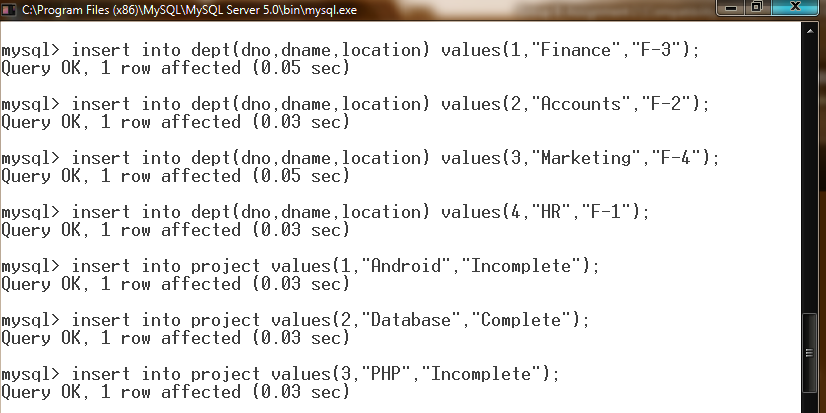 C:\Program Files (x86)\MySQL\MySQL Server 5.0\bin\mysql.exe
mysql> insert into dept(dno,dname,location) values(1,"Finance","F-3");
Query OK, 1 row affected (0.05 sec)
mysql> insert into dept(dno,dname,location) values(2,"Accounts","F-2");
Query OK, 1 row affected (0.03 sec)
mysql> insert into dept(dno,dname,location) values(3,"Marketing","F-4");
Query OK, 1 row affected (0.05 sec)
mysql> insert into dept(dno,dname,location) values(4,"HR","F-1");
Query OK, 1 row affected (0.03 sec)
mysql> insert into project values(1,"Android","Incomplete");
Query OK, 1 row affected (0.03 sec)
mysql> insert into project values(2,"Database","Complete");
Query OK, 1 row affected (0.03 sec)
mysql> insert into project values(3,"PHP","Incomplete");
Query OK, 1 row affected (0.03 sec)